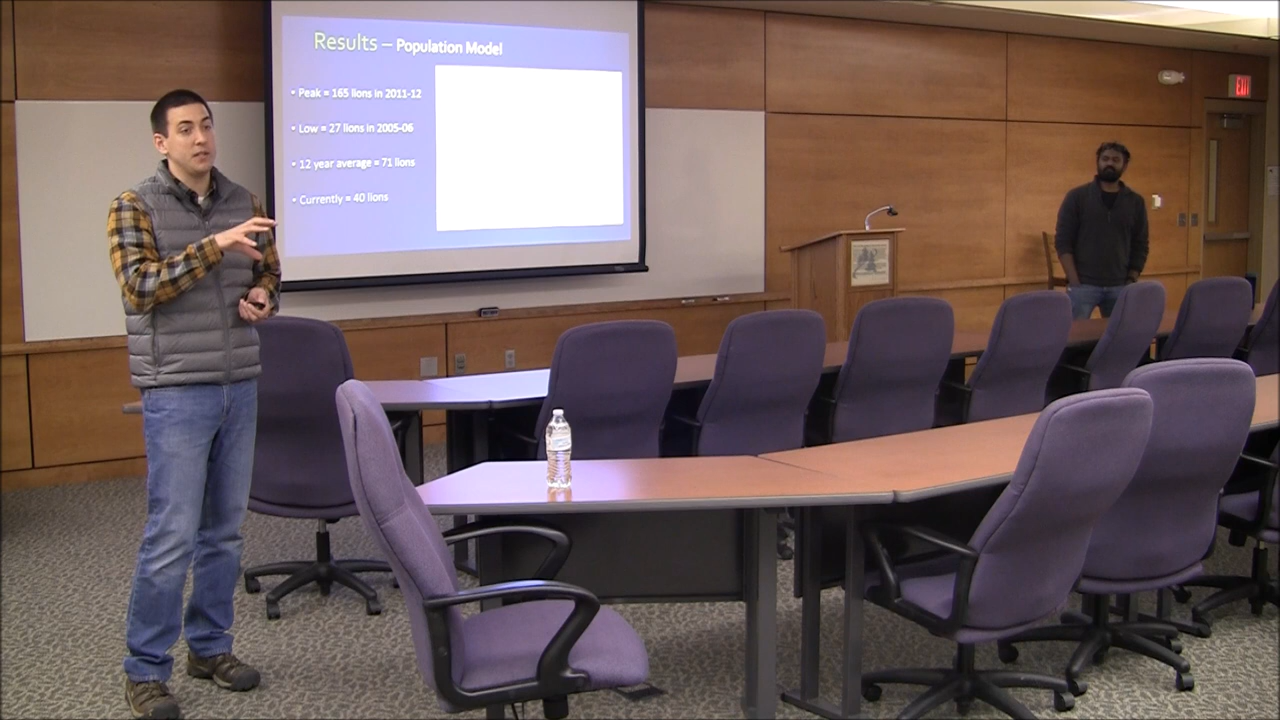 Results – Population Model
• Peak = 165 lions in 2011-12
• Low = 27 lions in 2005-06
• 12 year average = 71 lions
• Currently = 40 lions
EXIT